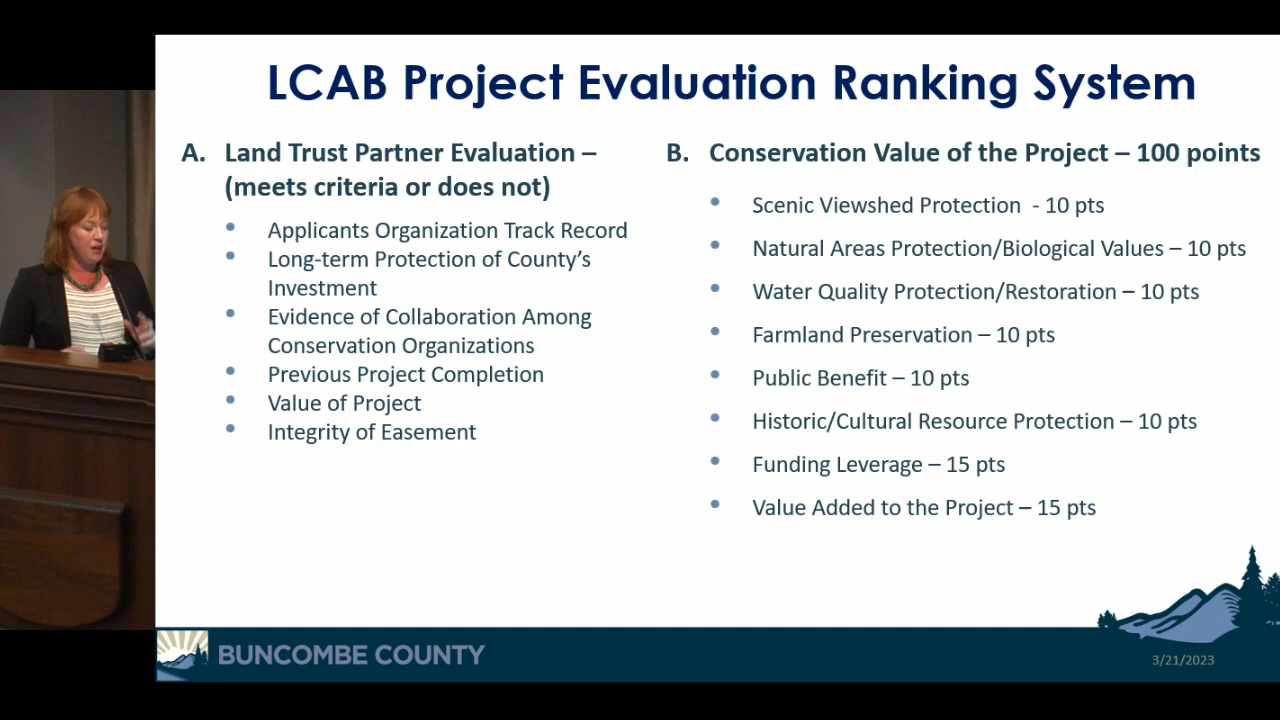 LCAB Project Evaluation Ranking System
A. Land Trust Partner Evaluation –
(meets criteria or does not)
• Applicants Organization Track Record
• Long-term Protection of County’s
Investment
• Evidence of Collaboration Among
Conservation Organizations
• Previous Project Completion
• Value of Project
• Integrity of Easement
B. Conservation Value of the Project – 100 points
• Scenic Viewshed Protection  - 10 pts
• Natural Areas Protection/Biological Values – 10 pts
• Water Quality Protection/Restoration – 10 pts
• Farmland Preservation – 10 pts
• Public Benefit – 10 pts
• Historic/Cultural Resource Protection – 10 pts
• Funding Leverage – 15 pts
• Value Added to the Project – 15 pts
BUNCOMBE COUNTY
3/21/2023